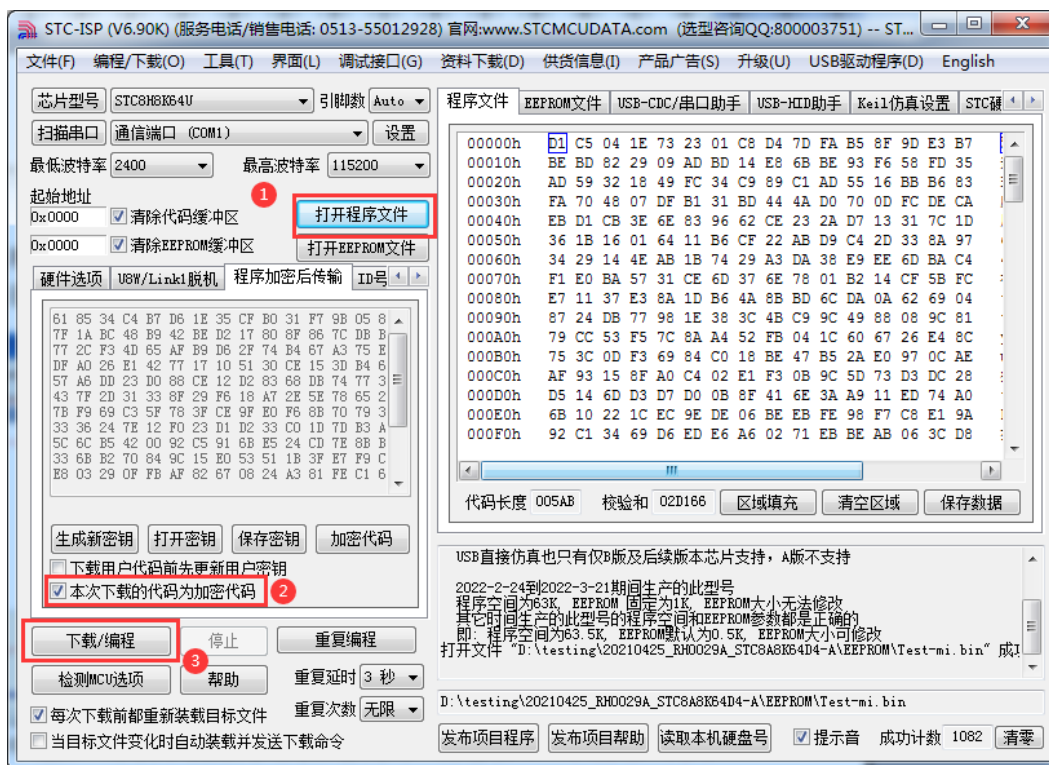 STC-ISP (V6.90K) (服务电话/销售电话: 0513-55012928) 官网:www.STCMCUDATA.com (选型咨询QQ:800003751) -- ST...
文件(F) 编程/下载(O) 工具(T) 界面(L) 调试接口(G) 资料下载(D) 供货信息(I) 产品广告(S) 升级(U) USB驱动程序(D) English
芯片型号 STC8H8K64U 引脚数 Auto
扫描串口 通信端口 (COM1) 设置
最低波特率 2400 最高波特率 115200
起始地址
0x0000 清除代码缓冲区 1 打开程序文件
0x0000 清除EEPROM缓冲区 打开EEPROM文件
硬件选项 U8W/Link1脱机 程序加密后传输 ID号
61 85 34 C4 B7 D6 1E 35 CF B0 31 F7 9B 05 8
7F 1A BC 48 B9 42 BE D2 17 80 8F 86 7C DB B
77 2C F3 4D 65 AF B9 D6 2F 74 B4 67 A3 75 E
DF A0 26 E1 42 77 17 10 51 30 CE 15 3D B4 6
57 A6 DD 23 D0 88 CE 12 D2 83 68 DB 74 77 3
43 7F 2D 31 33 8F 29 F6 18 A7 2E 5E 78 65 2
7B F9 69 C3 5F 78 3F CE 9F E0 F6 8B 70 79 3
33 36 24 7E 12 F0 23 D1 D2 33 C0 1D 7D B3 A
5C 6C B5 42 00 92 C5 91 6B E5 24 CD 7E 8B B
33 6B B2 70 84 9C 15 E0 53 51 1B 3F E7 F9 C
E8 03 29 0F FB AF 82 67 08 24 A3 81 FE C1 6
生成新密钥 打开密钥 保存密钥 加密代码
下载用户代码前先更新用户密钥
本次下载的代码为加密代码 2
下载/编程 停止 重复编程
3
检测MCU选项 帮助 重复延时 3 秒
每次下载前都重新装载目标文件 重复次数 无限
当目标文件变化时自动装载并发送下载命令
程序文件 EEPROM文件 USB-CDC/串口助手 USB-HID助手 Keil仿真设置 STC硬
00000h D1 C5 04 1E 73 23 01 C8 D4 7D FA B5 8F 9D E3 B7
00010h BE BD 82 29 09 AD BD 14 E8 6B BE 93 F6 58 FD 35
00020h AD 59 32 18 49 FC 34 C9 89 C1 AD 55 16 BB B6 83
00030h FA 70 48 07 DF B1 31 BD 44 4A D0 70 0D FC DE CA
00040h EB D1 CB 3E 6E 83 96 62 CE 23 2A D7 13 31 7C 1D
00050h 36 1B 16 01 64 11 B6 CF 22 AB D9 C4 2D 33 8A 97
00060h 34 29 14 4E AB 1B 74 29 A3 DA 38 E9 EE 6D BA C4
00070h F1 E0 BA 57 31 CE 6D 37 6E 78 01 B2 14 CF 5B FC
00080h E7 11 37 E3 8A 1D B6 4A 8B BD 6C DA 0A 62 69 04
00090h 87 24 DB 77 98 1E 38 3C 4B C9 9C 49 88 08 9C 81
000A0h 79 CC 53 F5 7C 8A A4 52 FB 04 1C 60 67 26 E4 8C
000B0h 75 3C 0D F3 69 84 C0 18 BE 47 B5 2A E0 97 0C AE
000C0h AF 93 15 8F A0 C4 02 E1 F3 0B 9C 5D 73 D3 DC 28
000D0h D5 14 6D D3 D7 D0 0B 8F 41 6E 3A A9 11 ED 74 A0
000E0h 6B 10 22 1C EC 9E DE 06 BE EB FE 98 F7 C8 E1 9A
000F0h 92 C1 34 69 D6 ED E6 A6 02 71 EB BE AB 06 3C D8
代码长度 005AB 校验和 02D166 区域填充 清空区域 保存数据
USB直接仿真也只有仅B版及后续版本芯片支持，A版不支持
2022-2-24到2022-3-21期间生产的此型号
程序空间为63K, EEPROM 固定为1K, EEPROM大小无法修改
其它时间生产的此型号的程序空间和EEPROM参数都是正确的
即: 程序空间为63.5K, EEPROM默认为0.5K, EEPROM大小可修改
打开文件 "D:\testing\20210425_RH0029A_STC8A8K64D4-A\EEPROM\Test-mi.bin" 成
D:\testing\20210425_RH0029A_STC8A8K64D4-A\EEPROM\Test-mi.bin
发布项目程序 发布项目帮助 读取本机硬盘号 提示音 成功计数 1082 清零